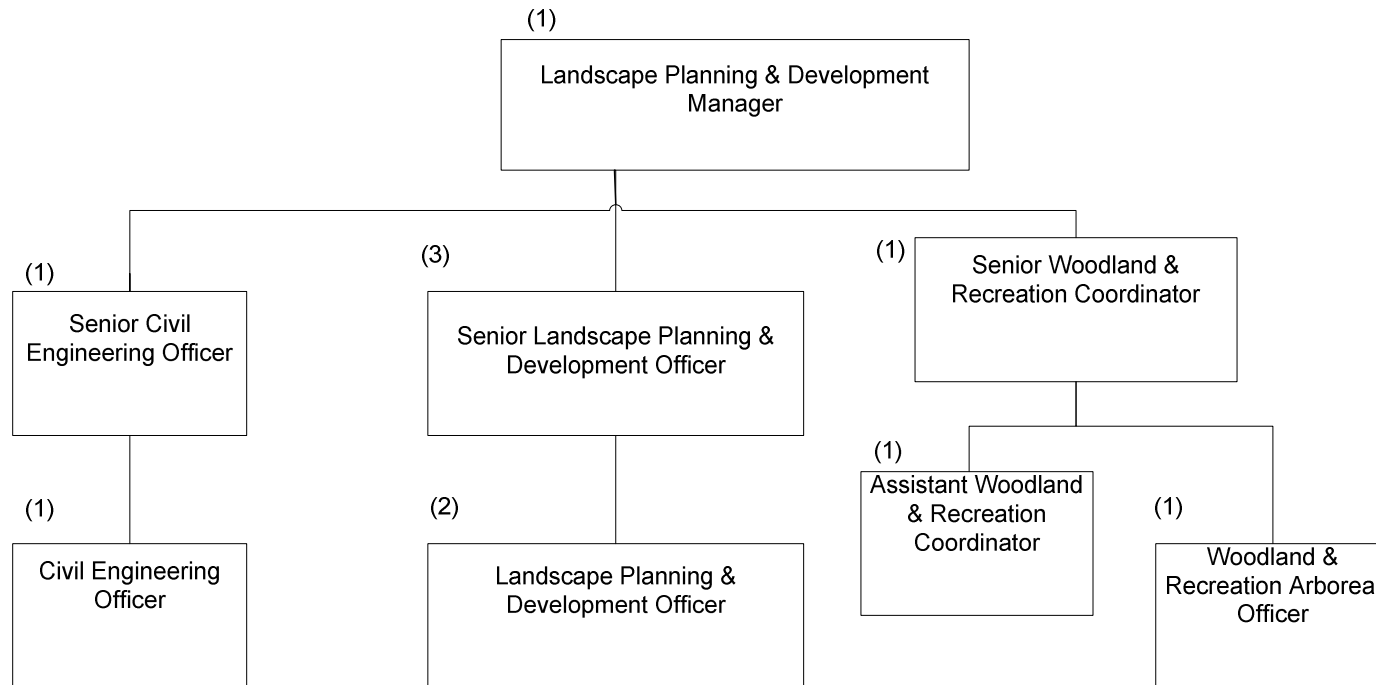 (1)
Landscape Planning & Development
Manager
(1)
Senior Civil
Engineering Officer
(3)
Senior Landscape Planning &
Development Officer
(1)
Senior Woodland &
Recreation Coordinator
(1)
Civil Engineering
Officer
(2)
Landscape Planning &
Development Officer
(1)
Assistant Woodland
& Recreation
Coordinator
(1)
Woodland &
Recreation Arborea
Officer